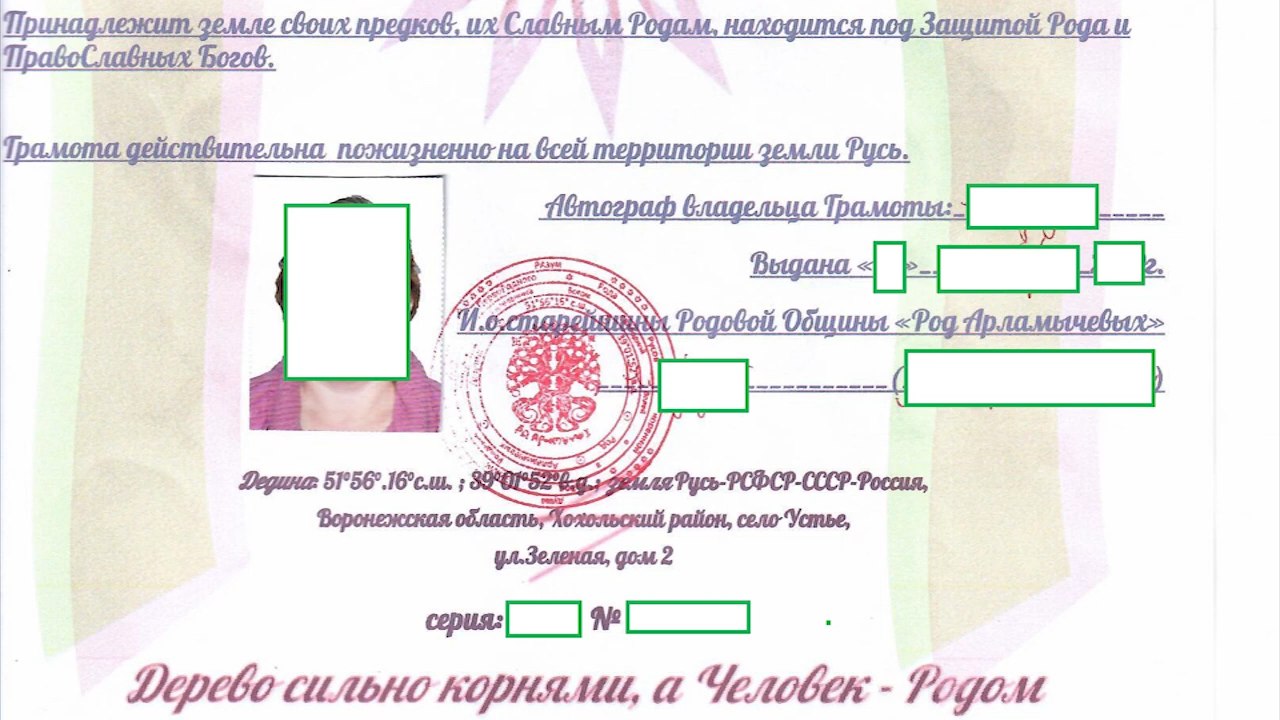 Принадлежит земле своих предков, их Славным Родам, находится под Защитой Рода и
ПравоСлавных Богов.
Грамота действительна пожизненно на всей территории земли Русь.
Автограф владельца Грамоты:
Выдана « » г.
И.о.старейшины Родовой Общины «Род Арламычевых»
( )
Дедина: 51°56°.16°с.ш. ; 39°01°52°в.д.; земля Русь-РСФСР-СССР-Россия,
Воронежская область, Хохольский район, село Устье,
ул.Зеленая, дом 2
серия: №
Дерево сильно корнями, а Человек - Родом